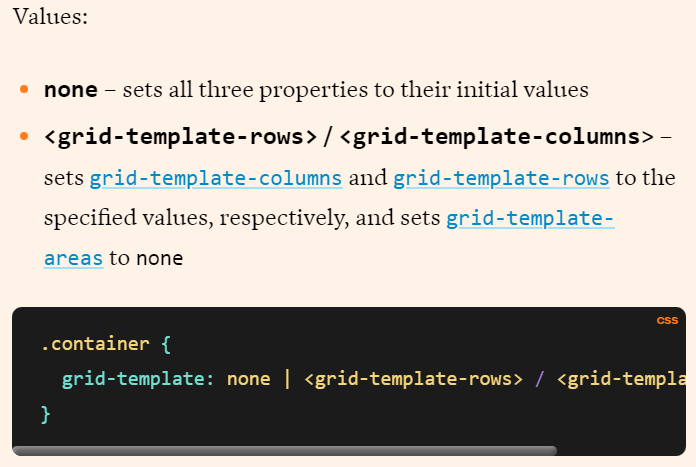 Values:
none – sets all three properties to their initial values
<grid-template-rows> / <grid-template-columns> –
sets grid-template-columns and grid-template-rows to the
specified values, respectively, and sets grid-template-
areas to none
css
.container {
grid-template: none | <grid-template-rows> / <grid-templa
}